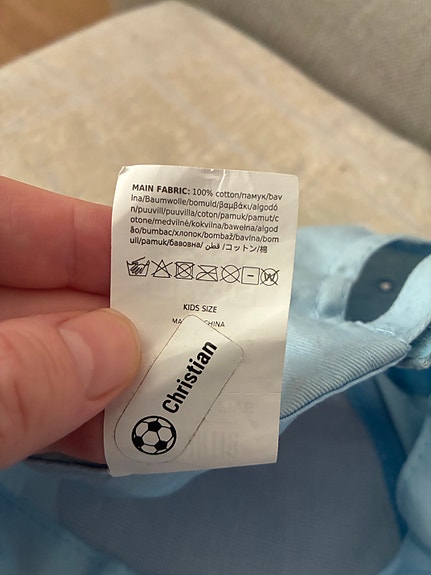 MAIN FABRIC: 100% cotton/памук/bav
lna/Baumwolle/bomuld/βαμβάκι/algodó
n/puuvill/puuvilla/coton/pamuk/pamut/c
otone/medvilnė/kokvilna/bawełna/algod
ão/bumbac/хлопок/bombaž/bavlna/bom
ull/pamuk/бавовна/ قطن /コットン/棉
KIDS SIZE
MA CHINA
Christian